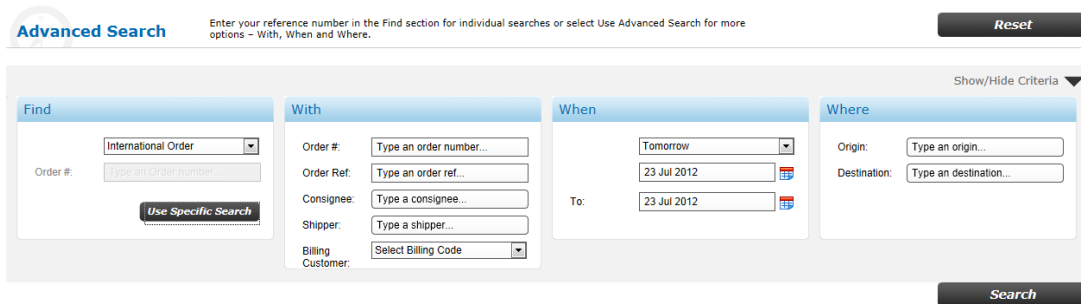 Advanced Search
Enter your reference number in the Find section for individual searches or select Use Advanced Search for more
options – With, When and Where.
Reset
Show/Hide Criteria
Find
International Order
Order #:
Type an Order number...
Use Specific Search
With
Order #:
Type an order number...
Order Ref:
Type an order ref...
Consignee:
Type a consignee...
Shipper:
Type a shipper...
Billing
Customer:
Select Billing Code
When
Tomorrow
23 Jul 2012
To:
23 Jul 2012
Where
Origin:
Type an origin...
Destination:
Type an destination...
Search